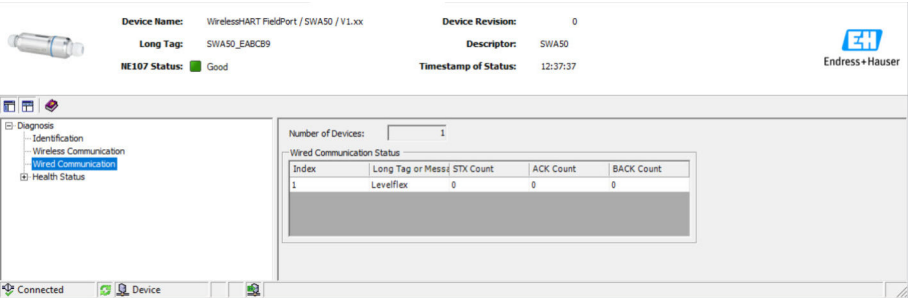 Device Name: WirelessHART FieldPort / SWA50 / V1.xx Device Revision: 0
Long Tag: SWA50_EABCB9 Descriptor: SWA50
NE107 Status: Good Timestamp of Status: 12:37:37
EH
Endress+Hauser
Diagnosis
Identification
Wireless Communication
Wired Communication
Health Status
Number of Devices: 1
Wired Communication Status
Index Long Tag or Messa STX Count ACK Count BACK Count
1 Levelflex 0 0 0
Connected Device